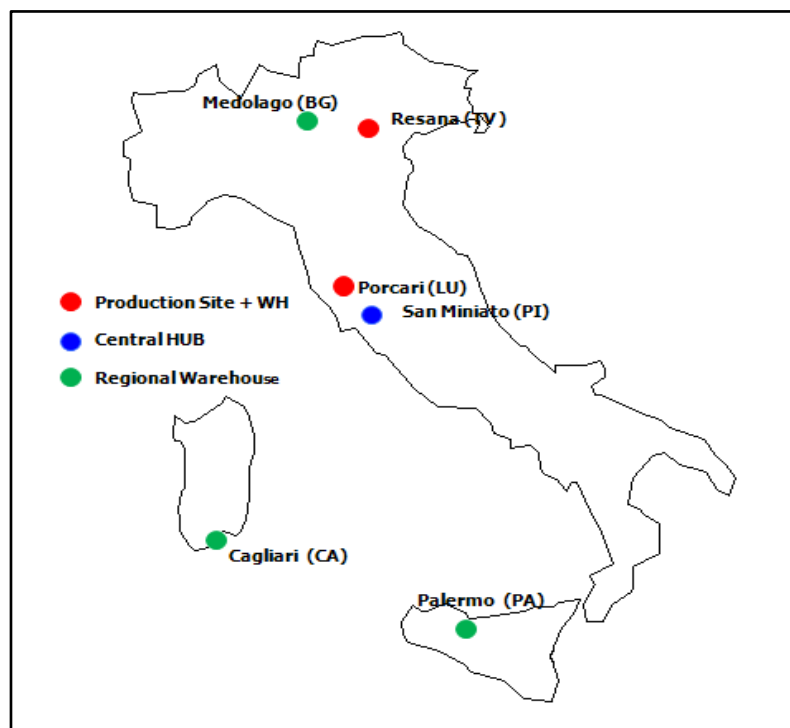 Medolago (BG)
Resana (TV)
Porcari (LU)
San Miniato (PI)
Production Site + WH
Central HUB
Regional Warehouse
Cagliari (CA)
Palermo (PA)